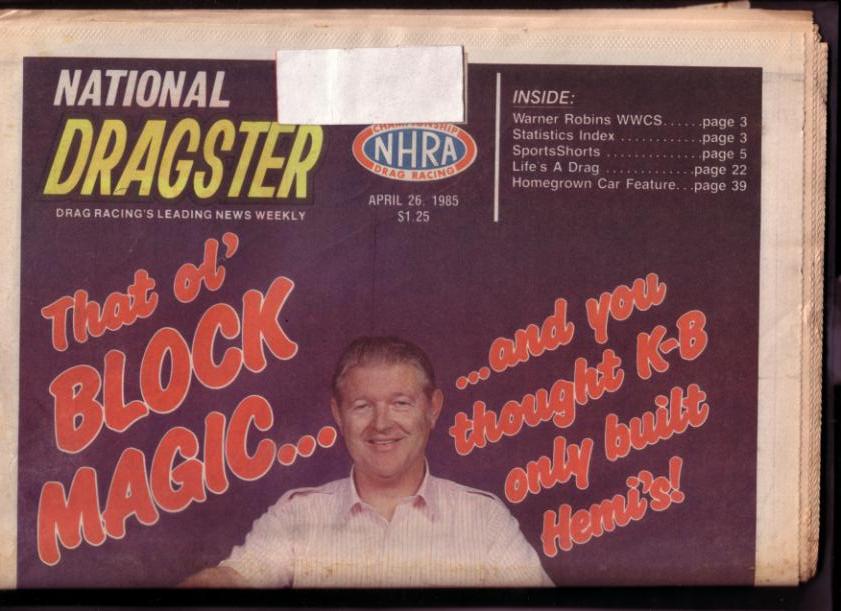 NATIONAL
DRAGSTER
DRAG RACING'S LEADING NEWS WEEKLY
CHAMPIONSHIP
NHRA
DRAG RACING
APRIL 26, 1985
$1.25
INSIDE:
Warner Robins WWCS......page 3
Statistics Index ............page 3
SportsShorts ............page 5
Life's A Drag ............page 22
Homegrown Car Feature...page 39
That ol'
BLOCK
MAGIC...
...and you
thought K-B
only built
Hemi's!